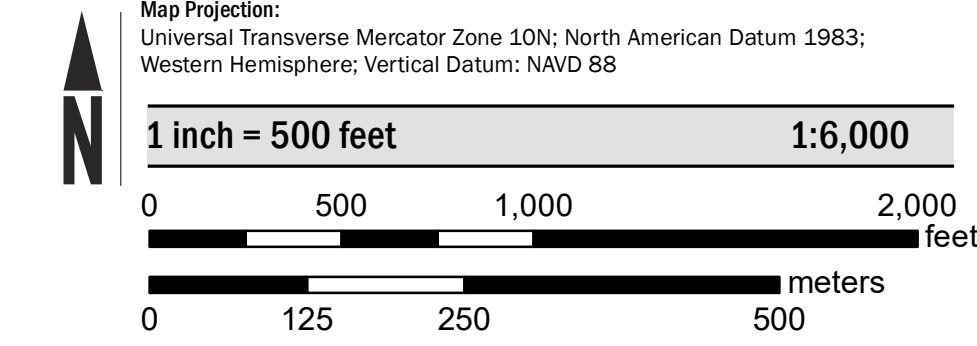 Map Projection:
Universal Transverse Mercator Zone 10N; North American Datum 1983;
Western Hemisphere; Vertical Datum: NAVD 88
N
1 inch = 500 feet 1:6,000
0 500 1,000 2,000
feet
meters
0 125 250 500